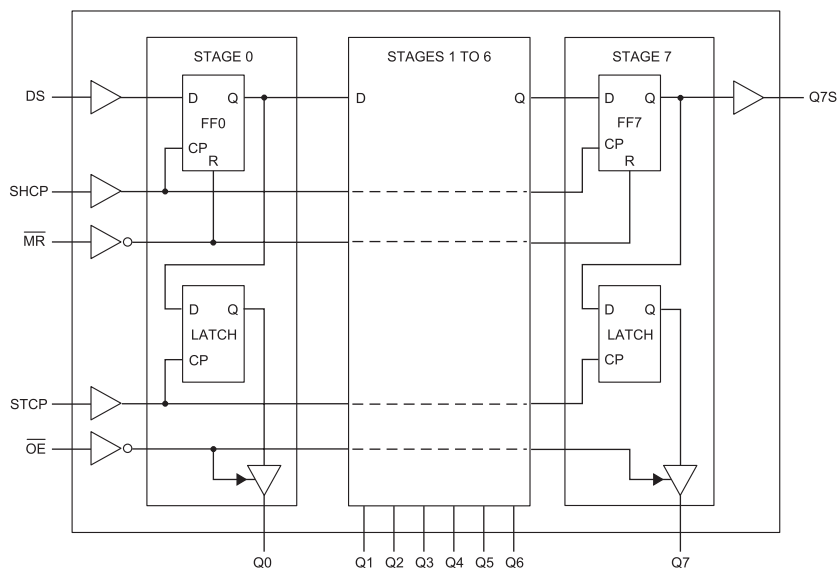 STAGE 0
STAGES 1 TO 6
STAGE 7
DS
D
Q
FF0
CP
R
D
Q
D
Q
FF7
CP
R
Q7S
SHCP
MR
D
Q
LATCH
CP
D
Q
LATCH
CP
STCP
OE
Q0
Q1
Q2
Q3
Q4
Q5
Q6
Q7